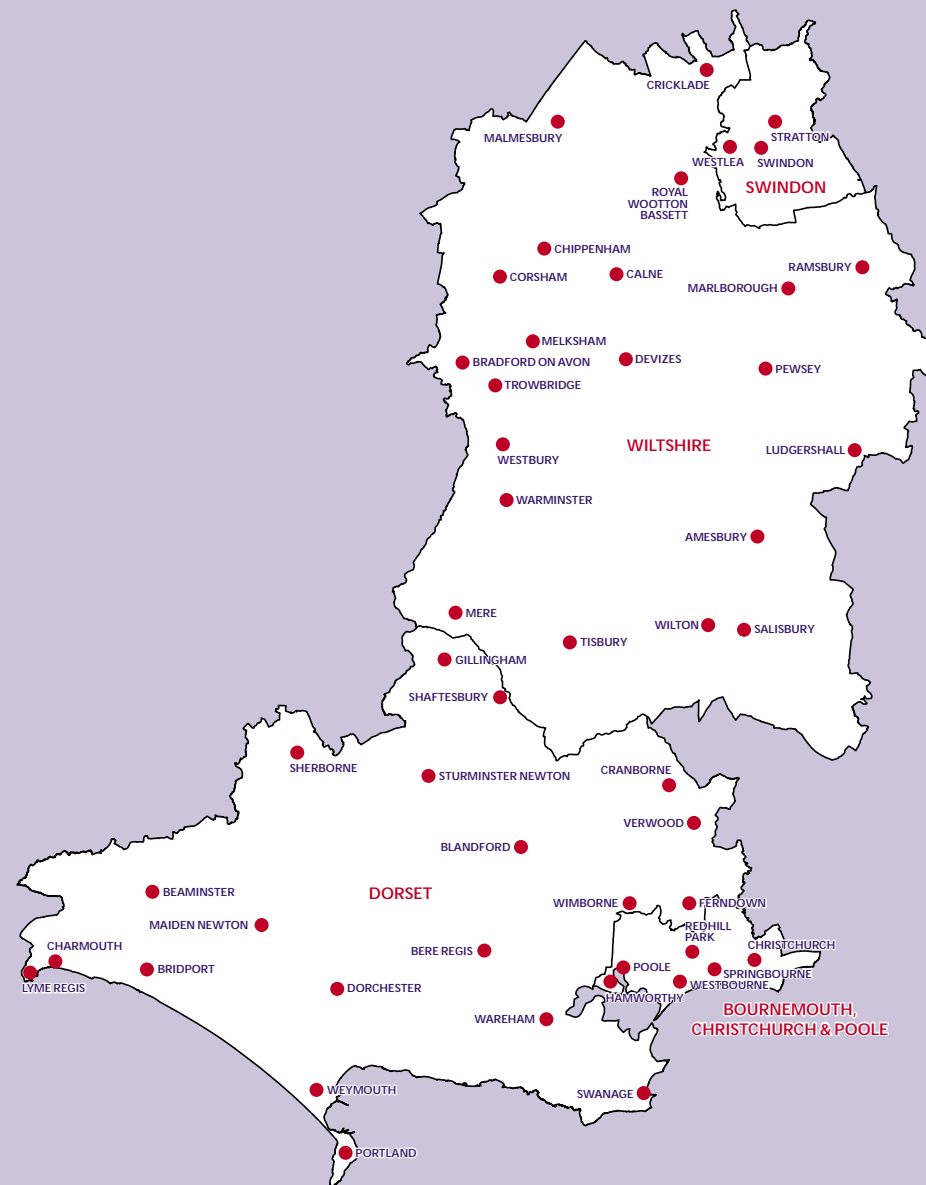 CRICKLADE
MALMESBURY
STRATTON
WESTLEA
SWINDON
SWINDON
ROYAL
WOOTTON
BASSETT
CHIPPENHAM
RAMSBURY
CORSHAM
CALNE
MARLBOROUGH
MELKSHAM
BRADFORD ON AVON
DEVIZES
PEWSEY
TROWBRIDGE
WILTSHIRE
LUDGERSHALL
WESTBURY
WARMINSTER
AMESBURY
MERE
WILTON
SALISBURY
TISBURY
GILLINGHAM
SHAFTESBURY
SHERBORNE
STURMINSTER NEWTON
CRANBORNE
VERWOOD
BLANDFORD
BEAMINSTER
DORSET
WIMBORNE
FERNDOWN
MAIDEN NEWTON
REDHILL
PARK
CHARMOUTH
BERE REGIS
CHRISTCHURCH
BRIDPORT
POOLE
SPRINGBOURNE
LYME REGIS
DORCHESTER
WESTBOURNE
HAMWORTHY
WAREHAM
BOURNEMOUTH,
CHRISTCHURCH & POOLE
WEYMOUTH
SWANAGE
PORTLAND